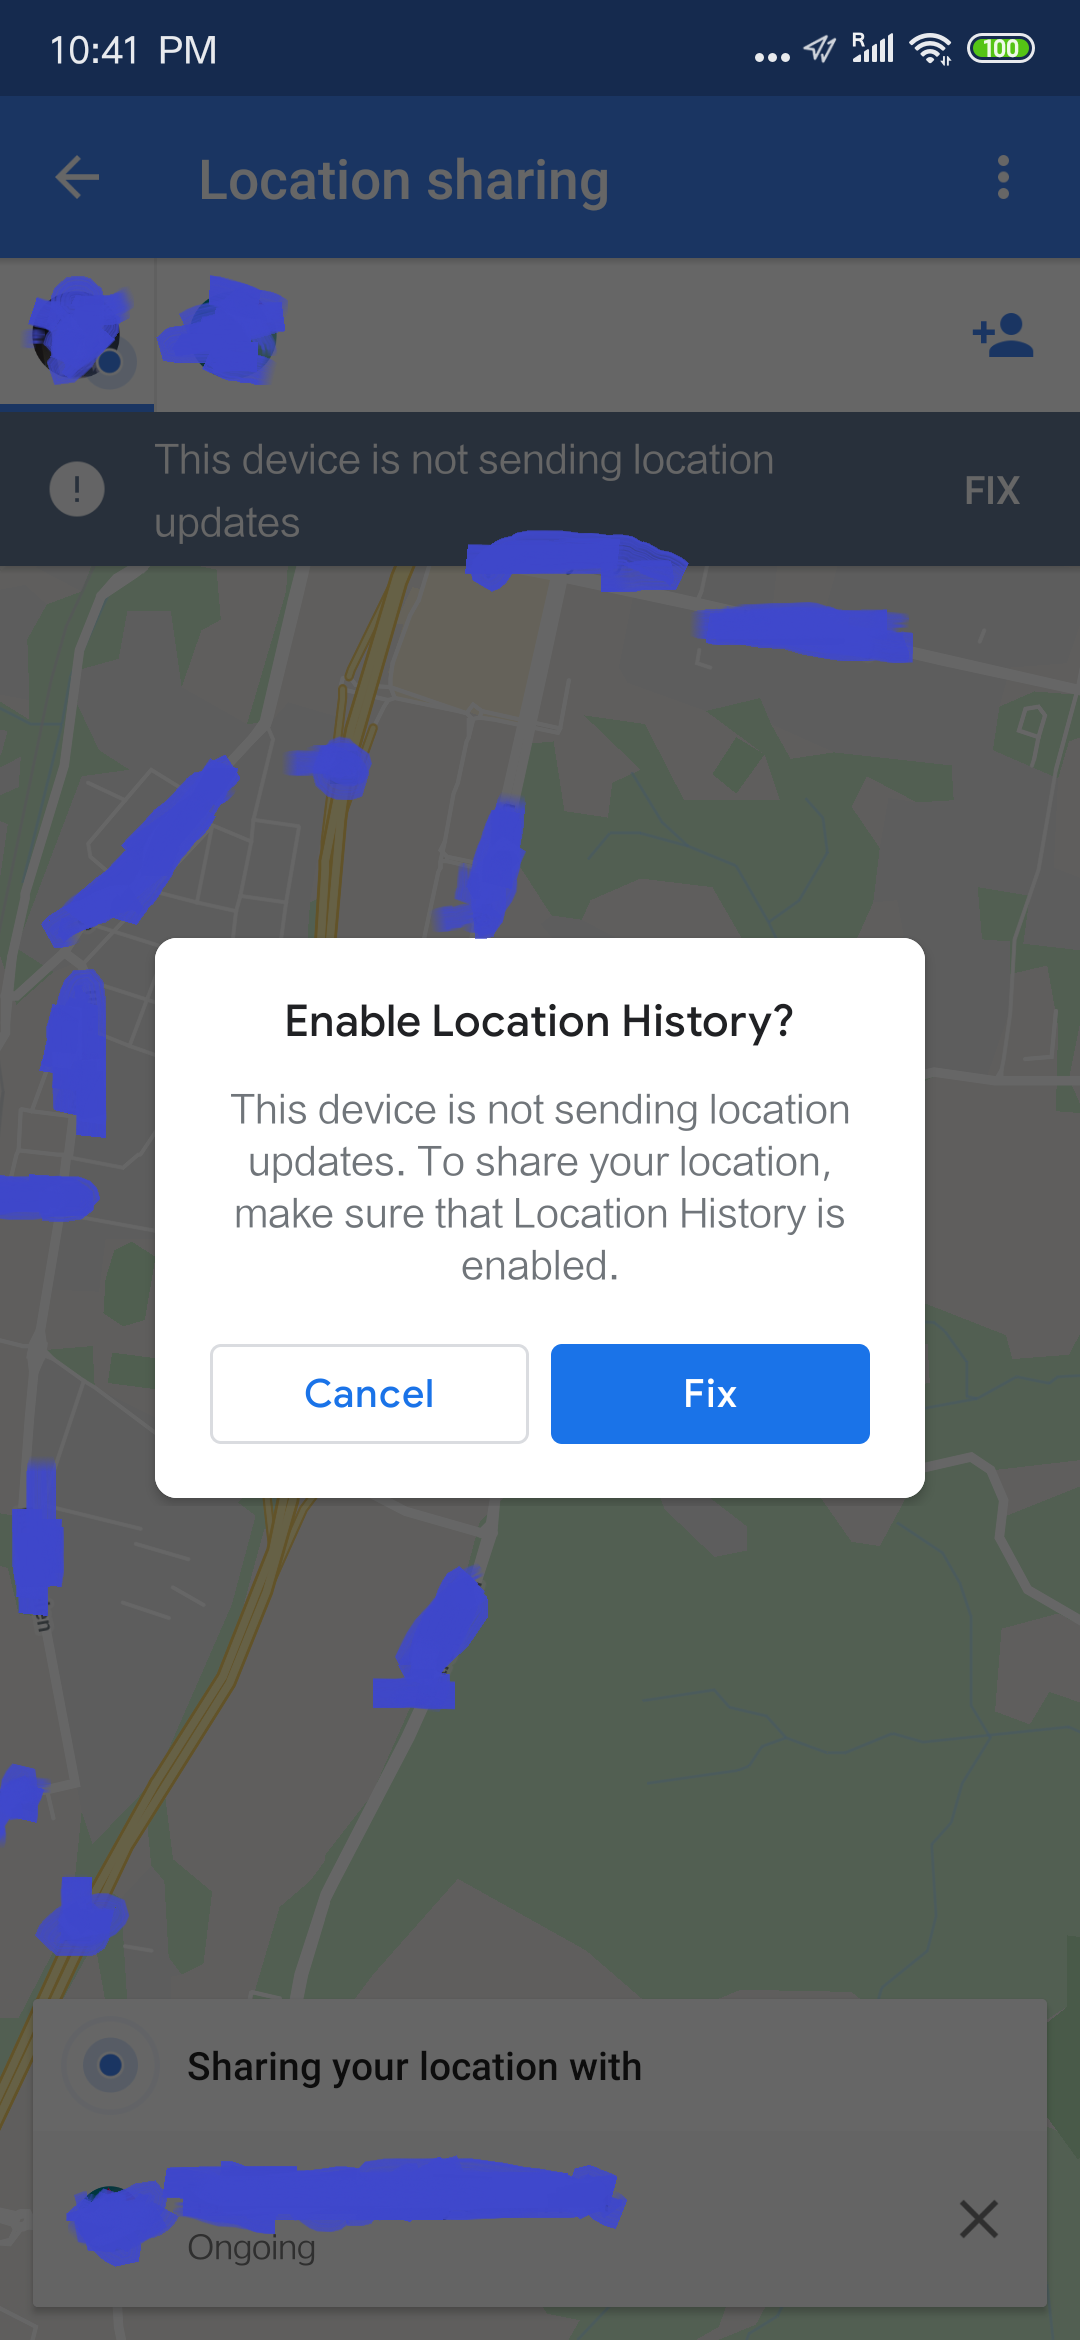 10:41 PM
R
100
Location sharing
This device is not sending location
updates
FIX
Enable Location History?
This device is not sending location
updates. To share your location,
make sure that Location History is
enabled.
Cancel
Fix
Sharing your location with
Ongoing